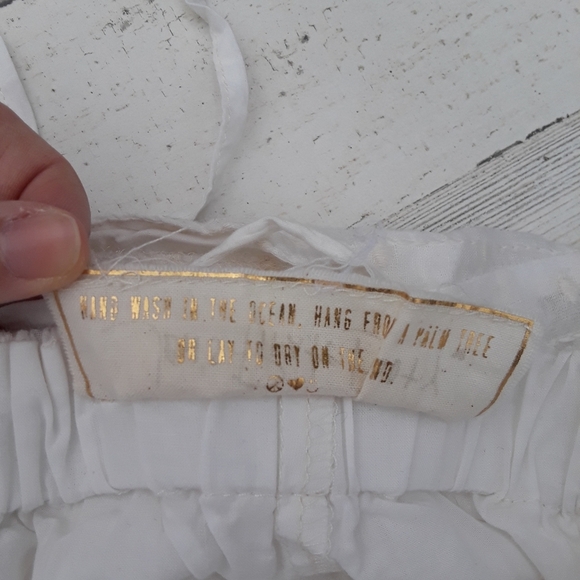 HAND WASH IN THE OCEAN. HANG FROM A PALM TREE
OR LAY TO DRY ON THE